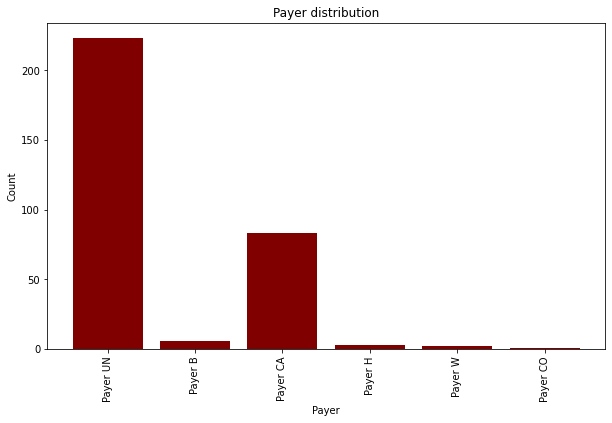 Payer distribution
Count
200
150
100
50
0
Payer UN
Payer B
Payer CA
Payer H
Payer W
Payer CO
Payer